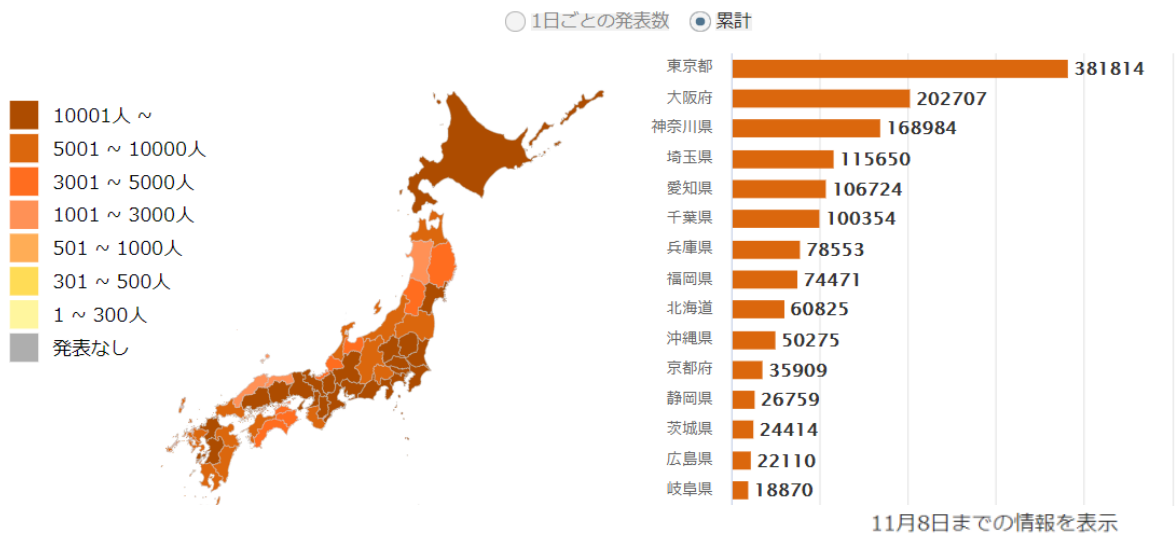 1日ごとの発表数 累計
10001人 ~
5001 ~ 10000人
3001 ~ 5000人
1001 ~ 3000人
501 ~ 1000人
301 ~ 500人
1 ~ 300人
発表なし
東京都 381814
大阪府 202707
神奈川県 168984
埼玉県 115650
愛知県 106724
千葉県 100354
兵庫県 78553
福岡県 74471
北海道 60825
沖縄県 50275
京都府 35909
静岡県 26759
茨城県 24414
広島県 22110
岐阜県 18870
11月8日までの情報を表示